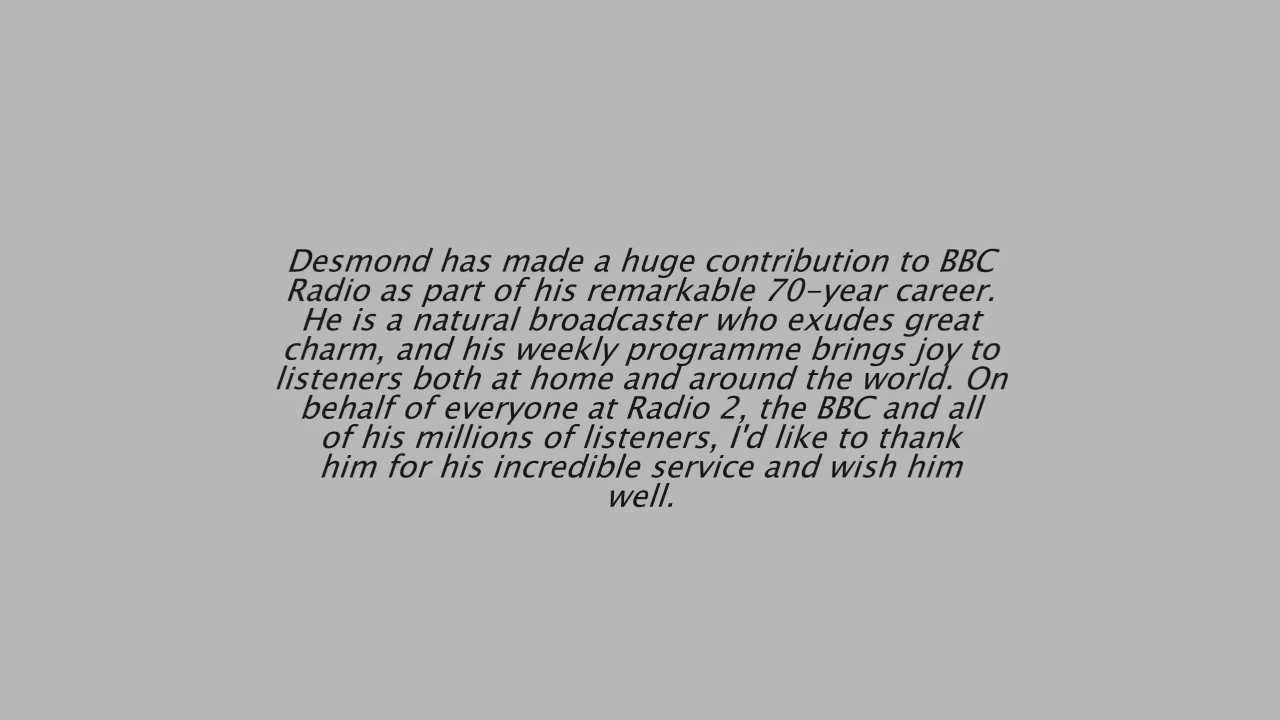 Desmond has made a huge contribution to BBC
Radio as part of his remarkable 70-year career.
He is a natural broadcaster who exudes great
charm, and his weekly programme brings joy to
listeners both at home and around the world. On
behalf of everyone at Radio 2, the BBC and all
of his millions of listeners, I'd like to thank
him for his incredible service and wish him
well.